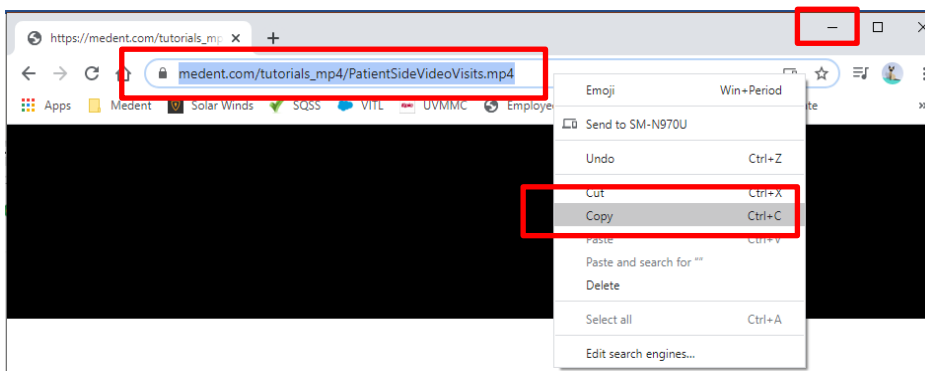 https://medent.com/tutorials_mp
medent.com/tutorials_mp4/PatientSideVideoVisits.mp4
Apps Medent Solar Winds SQSS VITL UVMMC
Emoji Win+Period
Send to SM-N970U
Undo Ctrl+Z
Cut Ctrl+X
Copy Ctrl+C
Paste Ctrl+V
Paste and search for ""
Delete
Select all Ctrl+A
Edit search engines...